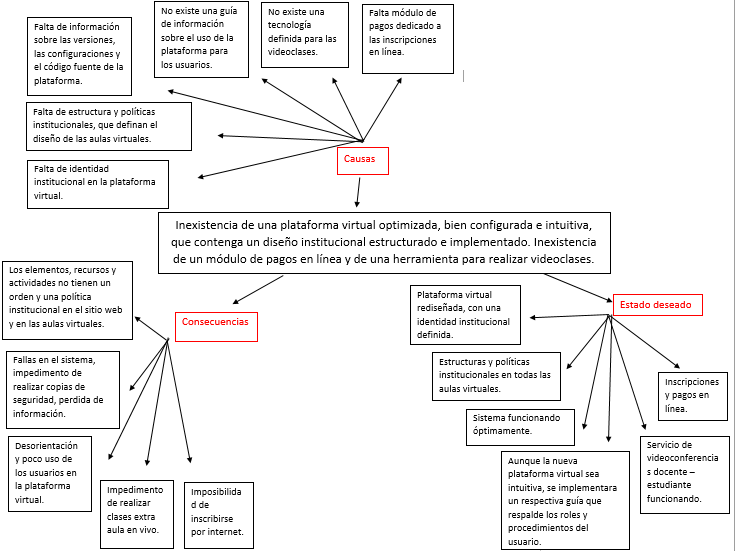 Falta de información
sobre las versiones,
las configuraciones y
el código fuente de la
plataforma.
No existe una guía
de información
sobre el uso de la
plataforma para
los usuarios.
No existe una
tecnología
definida para las
videoclases.
Falta módulo de
pagos dedicado a
las inscripciones
en línea.
Falta de estructura y políticas
institucionales, que definan el
diseño de las aulas virtuales.
Falta de identidad
institucional en la plataforma
virtual.
Causas
Inexistencia de una plataforma virtual optimizada, bien configurada e intuitiva,
que contenga un diseño institucional estructurado e implementado. Inexistencia
de un módulo de pagos en línea y de una herramienta para realizar videoclases.
Consecuencias
Los elementos, recursos y
actividades no tienen un
orden y una política
institucional en el sitio web
y en las aulas virtuales.
Fallas en el sistema,
impedimento de
realizar copias de
seguridad, perdida de
información.
Desorientación
y poco uso de
los usuarios en
la plataforma
virtual.
Impedimento
de realizar
clases extra
aula en vivo.
Imposibilida
d de
inscribirse
por internet.
Estado deseado
Plataforma virtual
rediseñada, con una
identidad institucional
definida.
Estructuras y políticas
institucionales en todas las
aulas virtuales.
Sistema funcionando
óptimamente.
Aunque la nueva
plataforma virtual sea
intuitiva, se implementara
un respectiva guía que
respalde los roles y
procedimientos del
usuario.
Servicio de
videoconferencia
s docente –
estudiante
funcionando.
Inscripciones
y pagos en
línea.